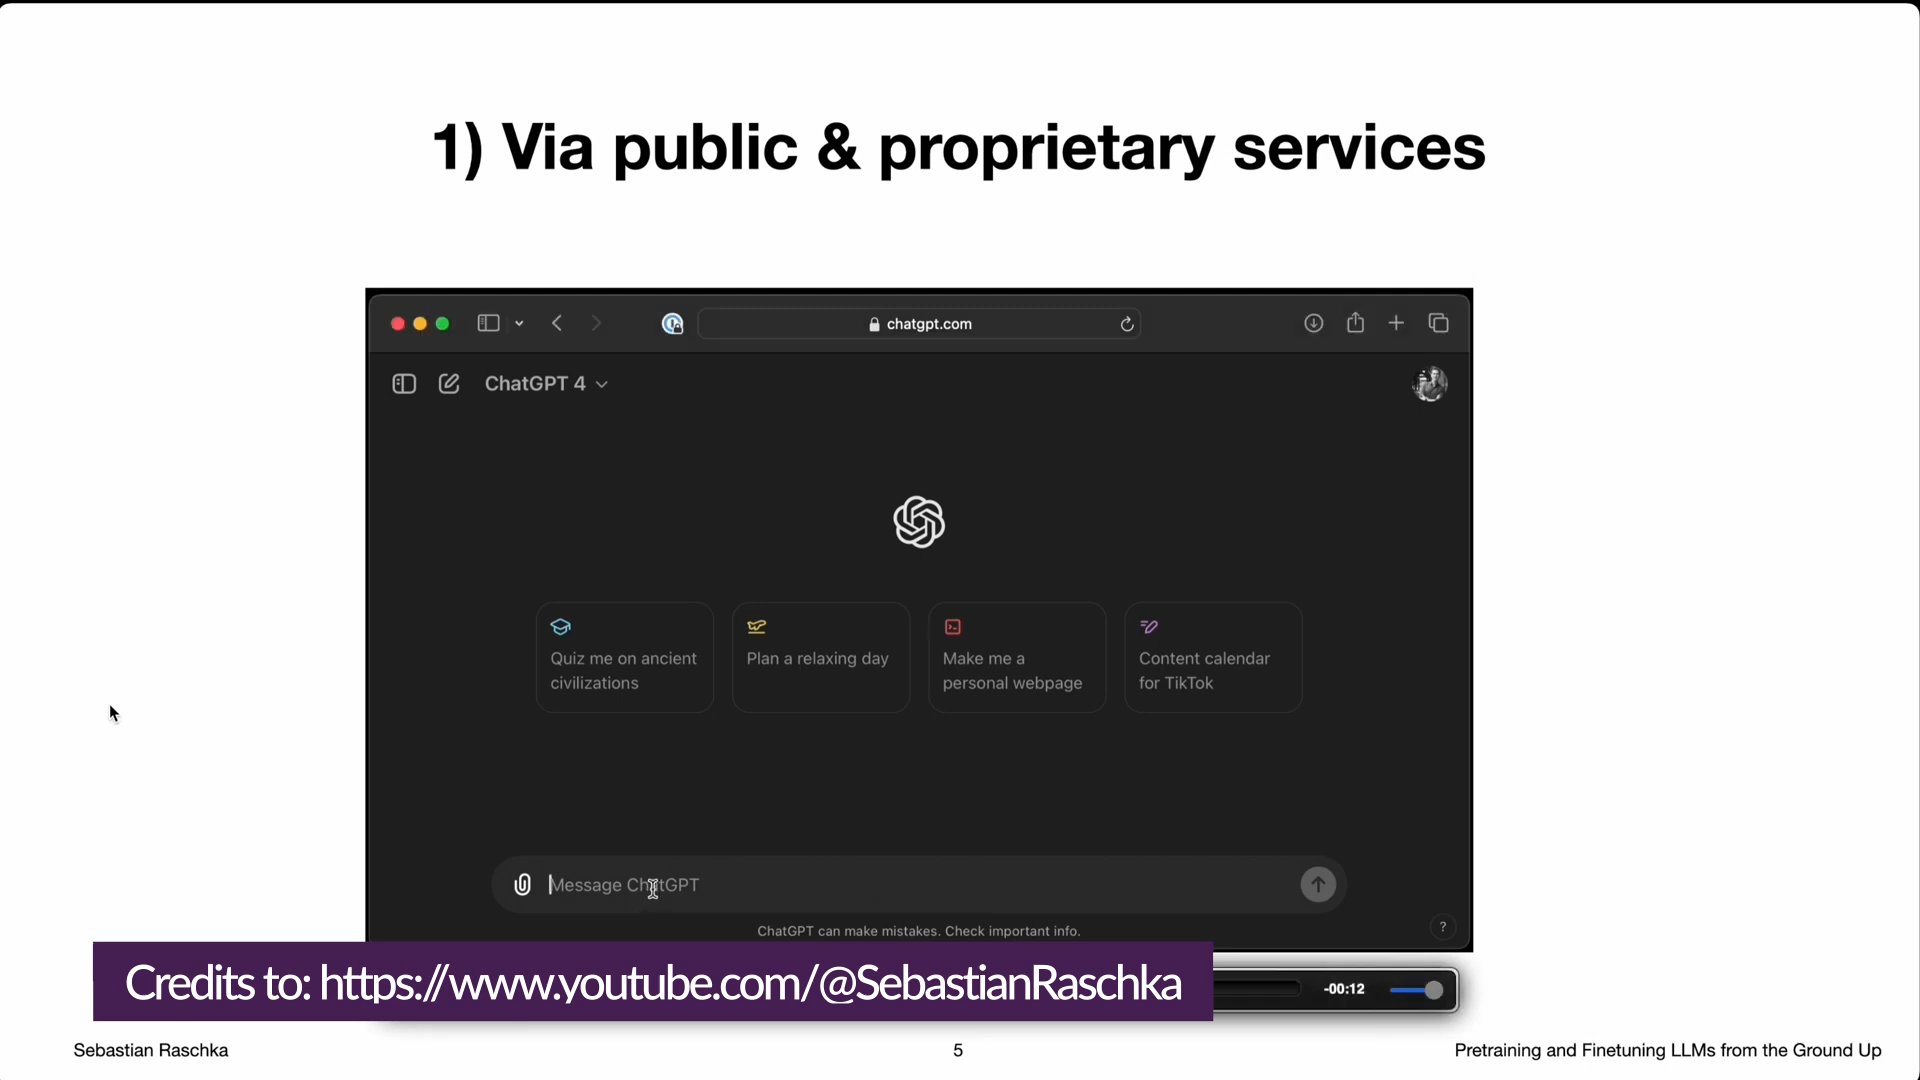 1) Via public & proprietary services
chatgpt.com
ChatGPT 4
Quiz me on ancient
civilizations
Plan a relaxing day
Make me a
personal webpage
Content calendar
for TikTok
Message ChatGPT
ChatGPT can make mistakes. Check important info.
?
Credits to: https://www.youtube.com/@SebastianRaschka
-00:12
Sebastian Raschka
5
Pretraining and Finetuning LLMs from the Ground Up